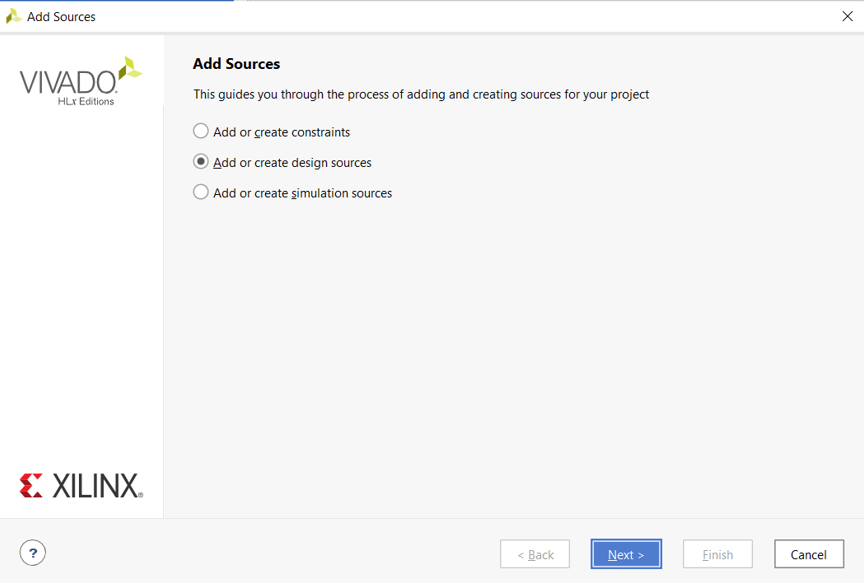 Add Sources
VIVADO.
HLx Editions
Add Sources
This guides you through the process of adding and creating sources for your project
Add or create constraints
Add or create design sources
Add or create simulation sources
XILINX®
?
< Back
Next >
Finish
Cancel